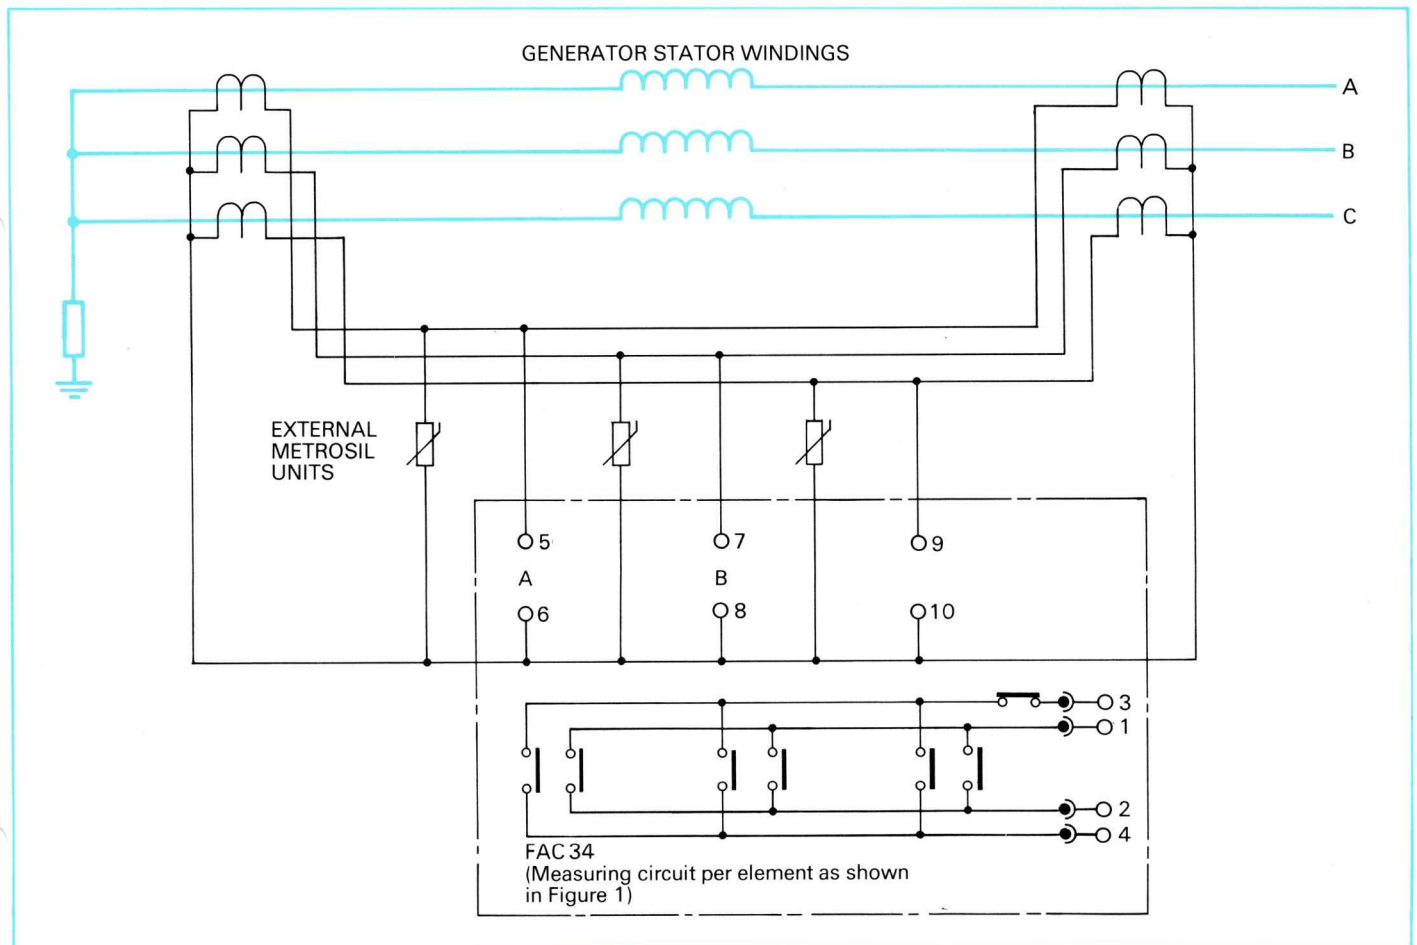 GENERATOR STATOR WINDINGS
A
B
C
EXTERNAL
METROSIL
UNITS
5
7
9
A
B
6
8
10
3
1
2
4
FAC 34
(Measuring circuit per element as shown
in Figure 1)